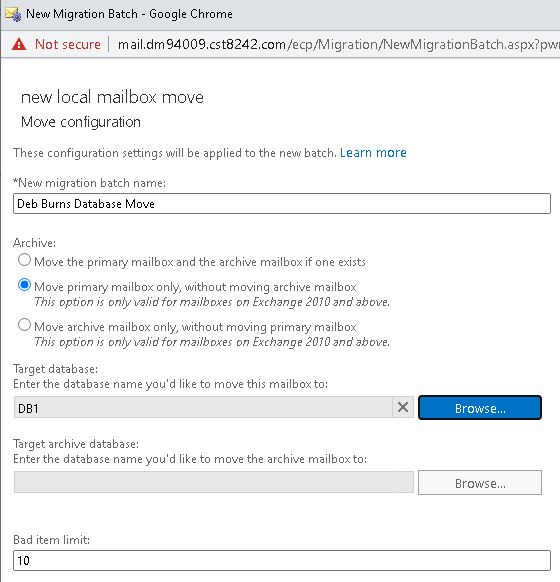 New Migration Batch - Google Chrome
Not secure | mail.dm94009.cst8242.com/ecp/Migration/NewMigrationBatch.aspx?pwr
new local mailbox move
Move configuration
These configuration settings will be applied to the new batch. Learn more
*New migration batch name:
Deb Burns Database Move
Archive:
Move the primary mailbox and the archive mailbox if one exists
Move primary mailbox only, without moving archive mailbox
This option is only valid for mailboxes on Exchange 2010 and above.
Move archive mailbox only, without moving primary mailbox
This option is only valid for mailboxes on Exchange 2010 and above.
Target database:
Enter the database name you'd like to move this mailbox to:
DB1
Browse...
Target archive database:
Enter the database name you'd like to move the archive mailbox to:
Browse...
Bad item limit:
10